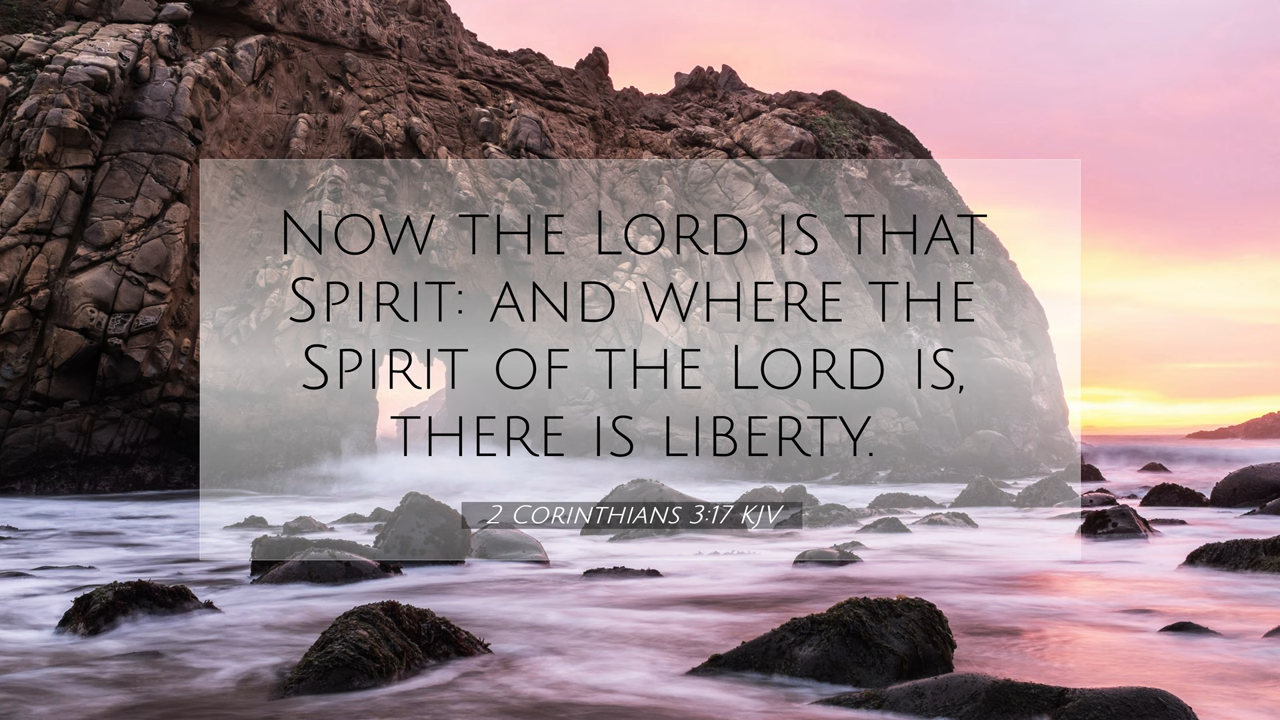 Now the Lord is that
Spirit: and where the
Spirit of the Lord is,
there is liberty.
2 Corinthians 3:17 KJV